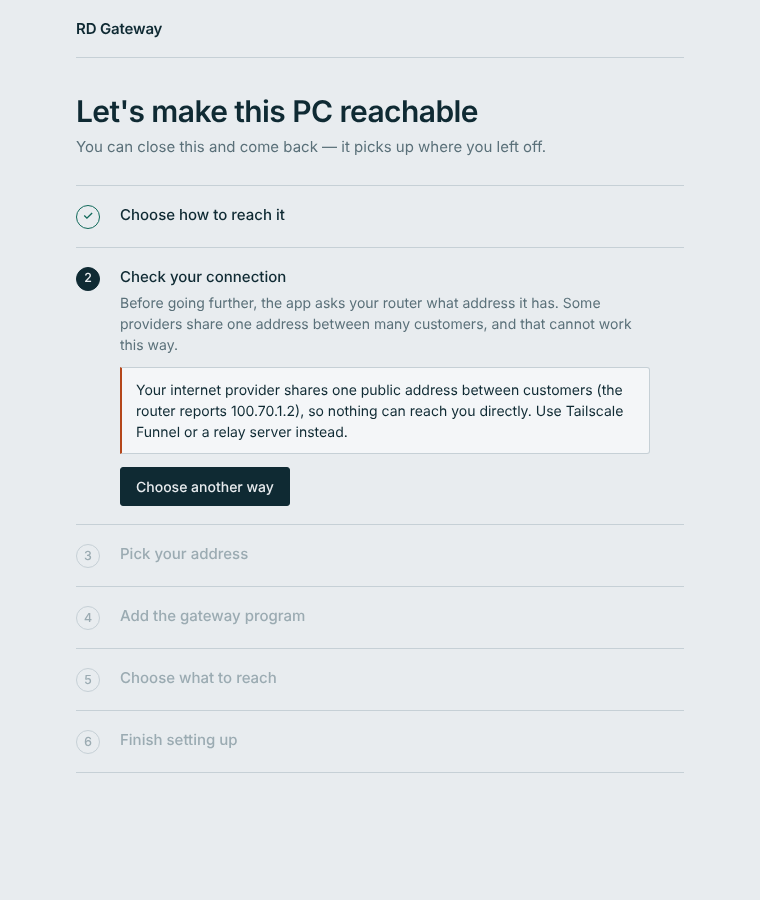 RD Gateway
Let's make this PC reachable
You can close this and come back — it picks up where you left off.
Choose how to reach it
2
Check your connection
Before going further, the app asks your router what address it has. Some
providers share one address between many customers, and that cannot work
this way.
Your internet provider shares one public address between customers (the
router reports 100.70.1.2), so nothing can reach you directly. Use Tailscale
Funnel or a relay server instead.
Choose another way
3
Pick your address
4
Add the gateway program
5
Choose what to reach
6
Finish setting up